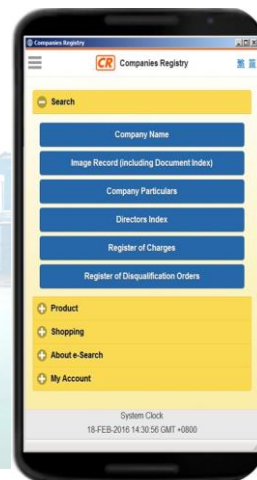 Companies Registry
CR Companies Registry 繁 简
Search
Company Name
Image Record (including Document Index)
Company Particulars
Directors Index
Register of Charges
Register of Disqualification Orders
Product
Shopping
About e-Search
My Account
System Clock
18-FEB-2016 14:30:56 GMT +0800